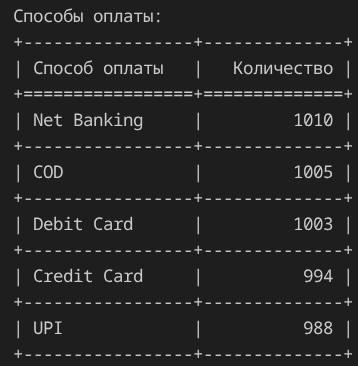 Способы оплаты:
+-----------------+--------------+
| Способ оплаты   |   Количество |
+=================+==============+
| Net Banking     |         1010 |
+-----------------+--------------+
| COD             |         1005 |
+-----------------+--------------+
| Debit Card      |         1003 |
+-----------------+--------------+
| Credit Card     |          994 |
+-----------------+--------------+
| UPI             |          988 |
+-----------------+--------------+